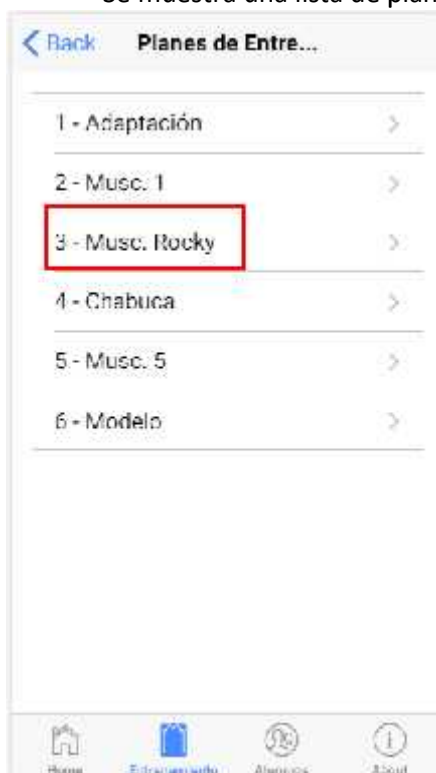 Se muestra una lista de plan
Back Planes de Entre...
1 - Adaptación
2 - Musc. 1
3 - Musc. Rocky
4 - Chabuca
5 - Musc. 5
6 - Modelo
Home Entrenamiento About